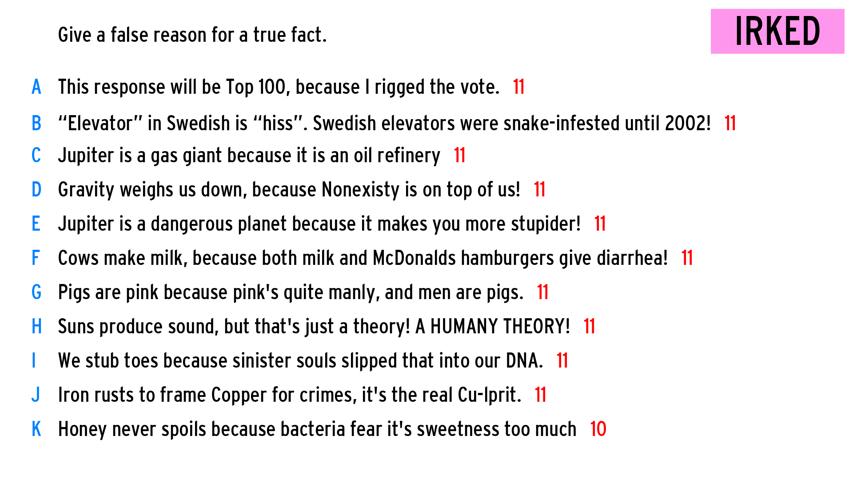 Give a false reason for a true fact.
IRKED
A This response will be Top 100, because I rigged the vote. 11
B “Elevator” in Swedish is “hiss”. Swedish elevators were snake-infested until 2002! 11
C Jupiter is a gas giant because it is an oil refinery 11
D Gravity weighs us down, because Nonexisty is on top of us! 11
E Jupiter is a dangerous planet because it makes you more stupider! 11
F Cows make milk, because both milk and McDonalds hamburgers give diarrhea! 11
G Pigs are pink because pink's quite manly, and men are pigs. 11
H Suns produce sound, but that's just a theory! A HUMANY THEORY! 11
I We stub toes because sinister souls slipped that into our DNA. 11
J Iron rusts to frame Copper for crimes, it's the real Cu-lprit. 11
K Honey never spoils because bacteria fear it's sweetness too much 10